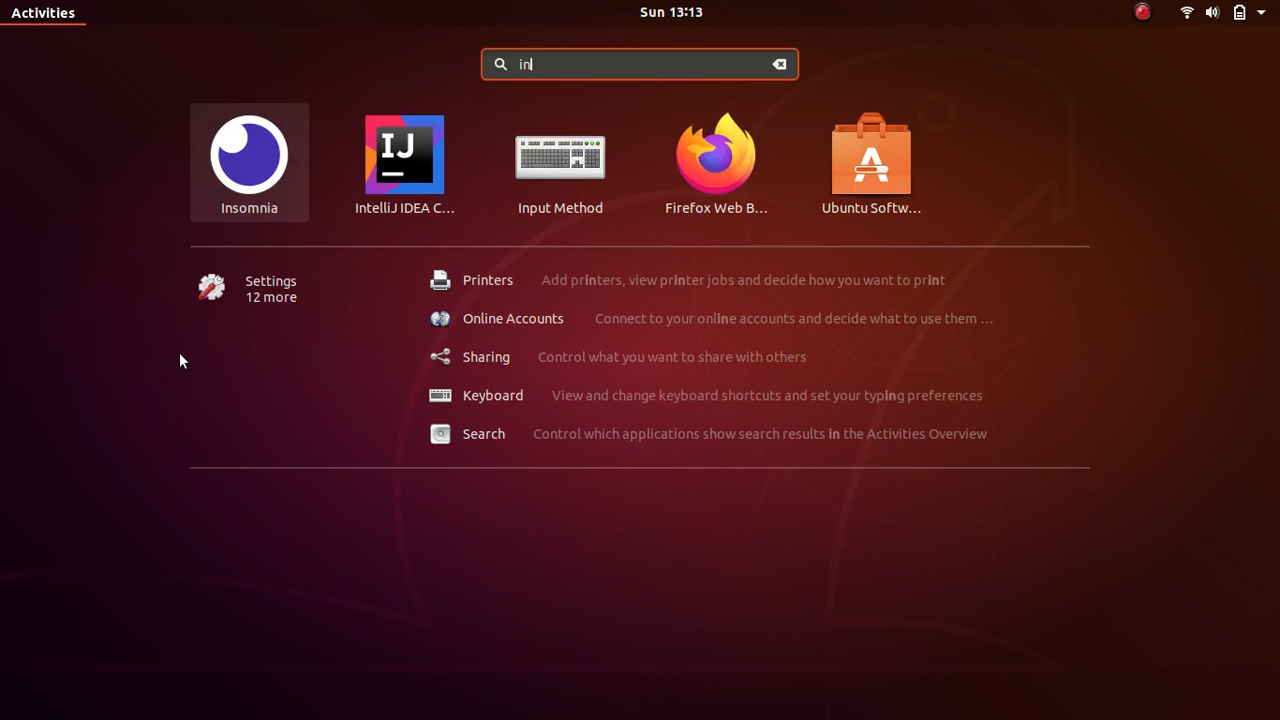 Activities
Sun 13:13
in
IJ
Insomnia
IntelliJ IDEA C...
Input Method
Firefox Web B...
Ubuntu Softw...
Settings
12 more
Printers Add printers, view printer jobs and decide how you want to print
Online Accounts Connect to your online accounts and decide what to use them ...
Sharing Control what you want to share with others
Keyboard View and change keyboard shortcuts and set your typing preferences
Search Control which applications show search results in the Activities Overview